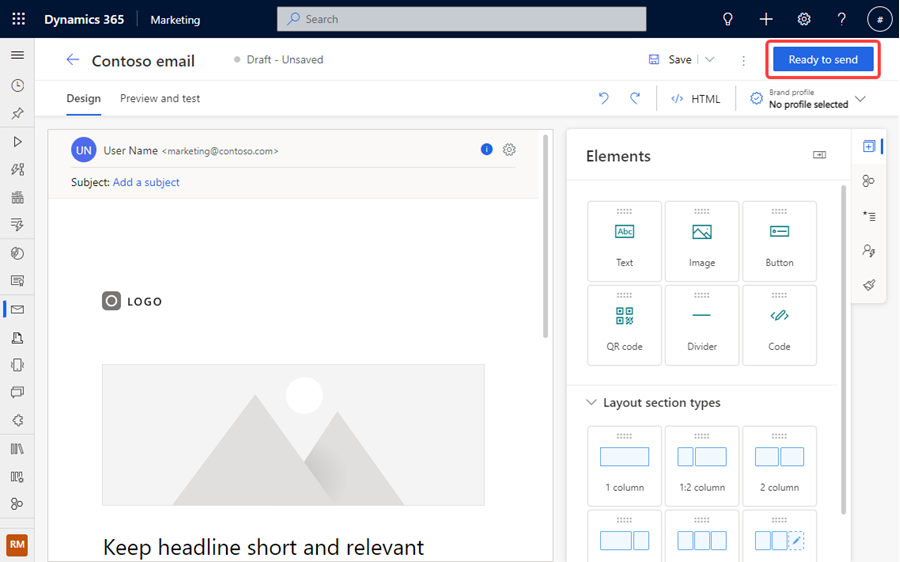 Dynamics 365 Marketing Search #
Contoso email Draft - Unsaved Save Ready to send
Design Preview and test HTML Brand profile
No profile selected
UN User Name <marketing@contoso.com>
Subject: Add a subject
LOGO
Keep headline short and relevant
Elements
Abc
Text Image Button
QR code Divider Code
Layout section types
1 column 1:2 column 2 column
RM